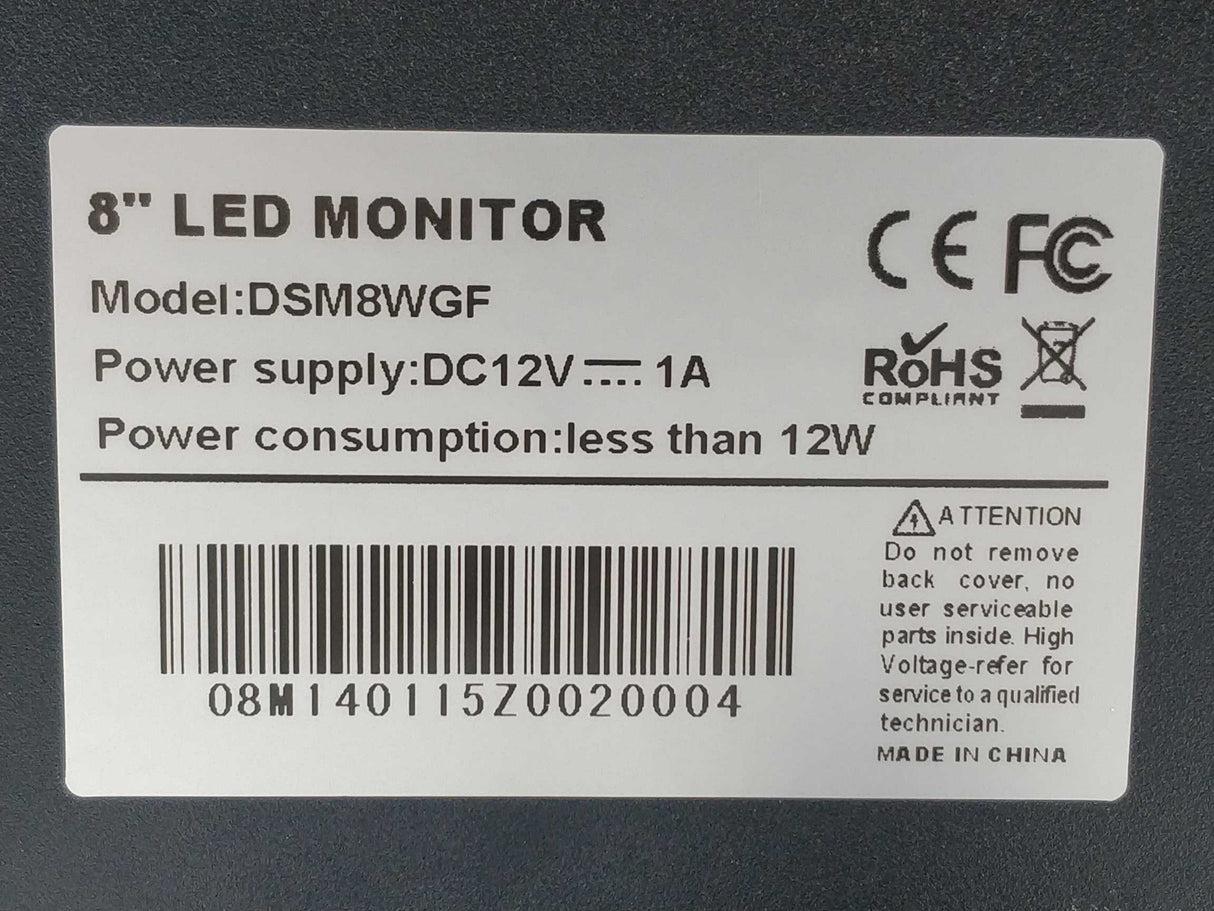 8" LED MONITOR
Model:DSM8WGF
Power supply:DC12V⎓ 1A
Power consumption:less than 12W
CE FC
RoHS
COMPLIANT
08M140115Z0020004
ATTENTION
Do not remove
back cover, no
user serviceable
parts inside. High
Voltage-refer for
service to a qualified
technician.
MADE IN CHINA